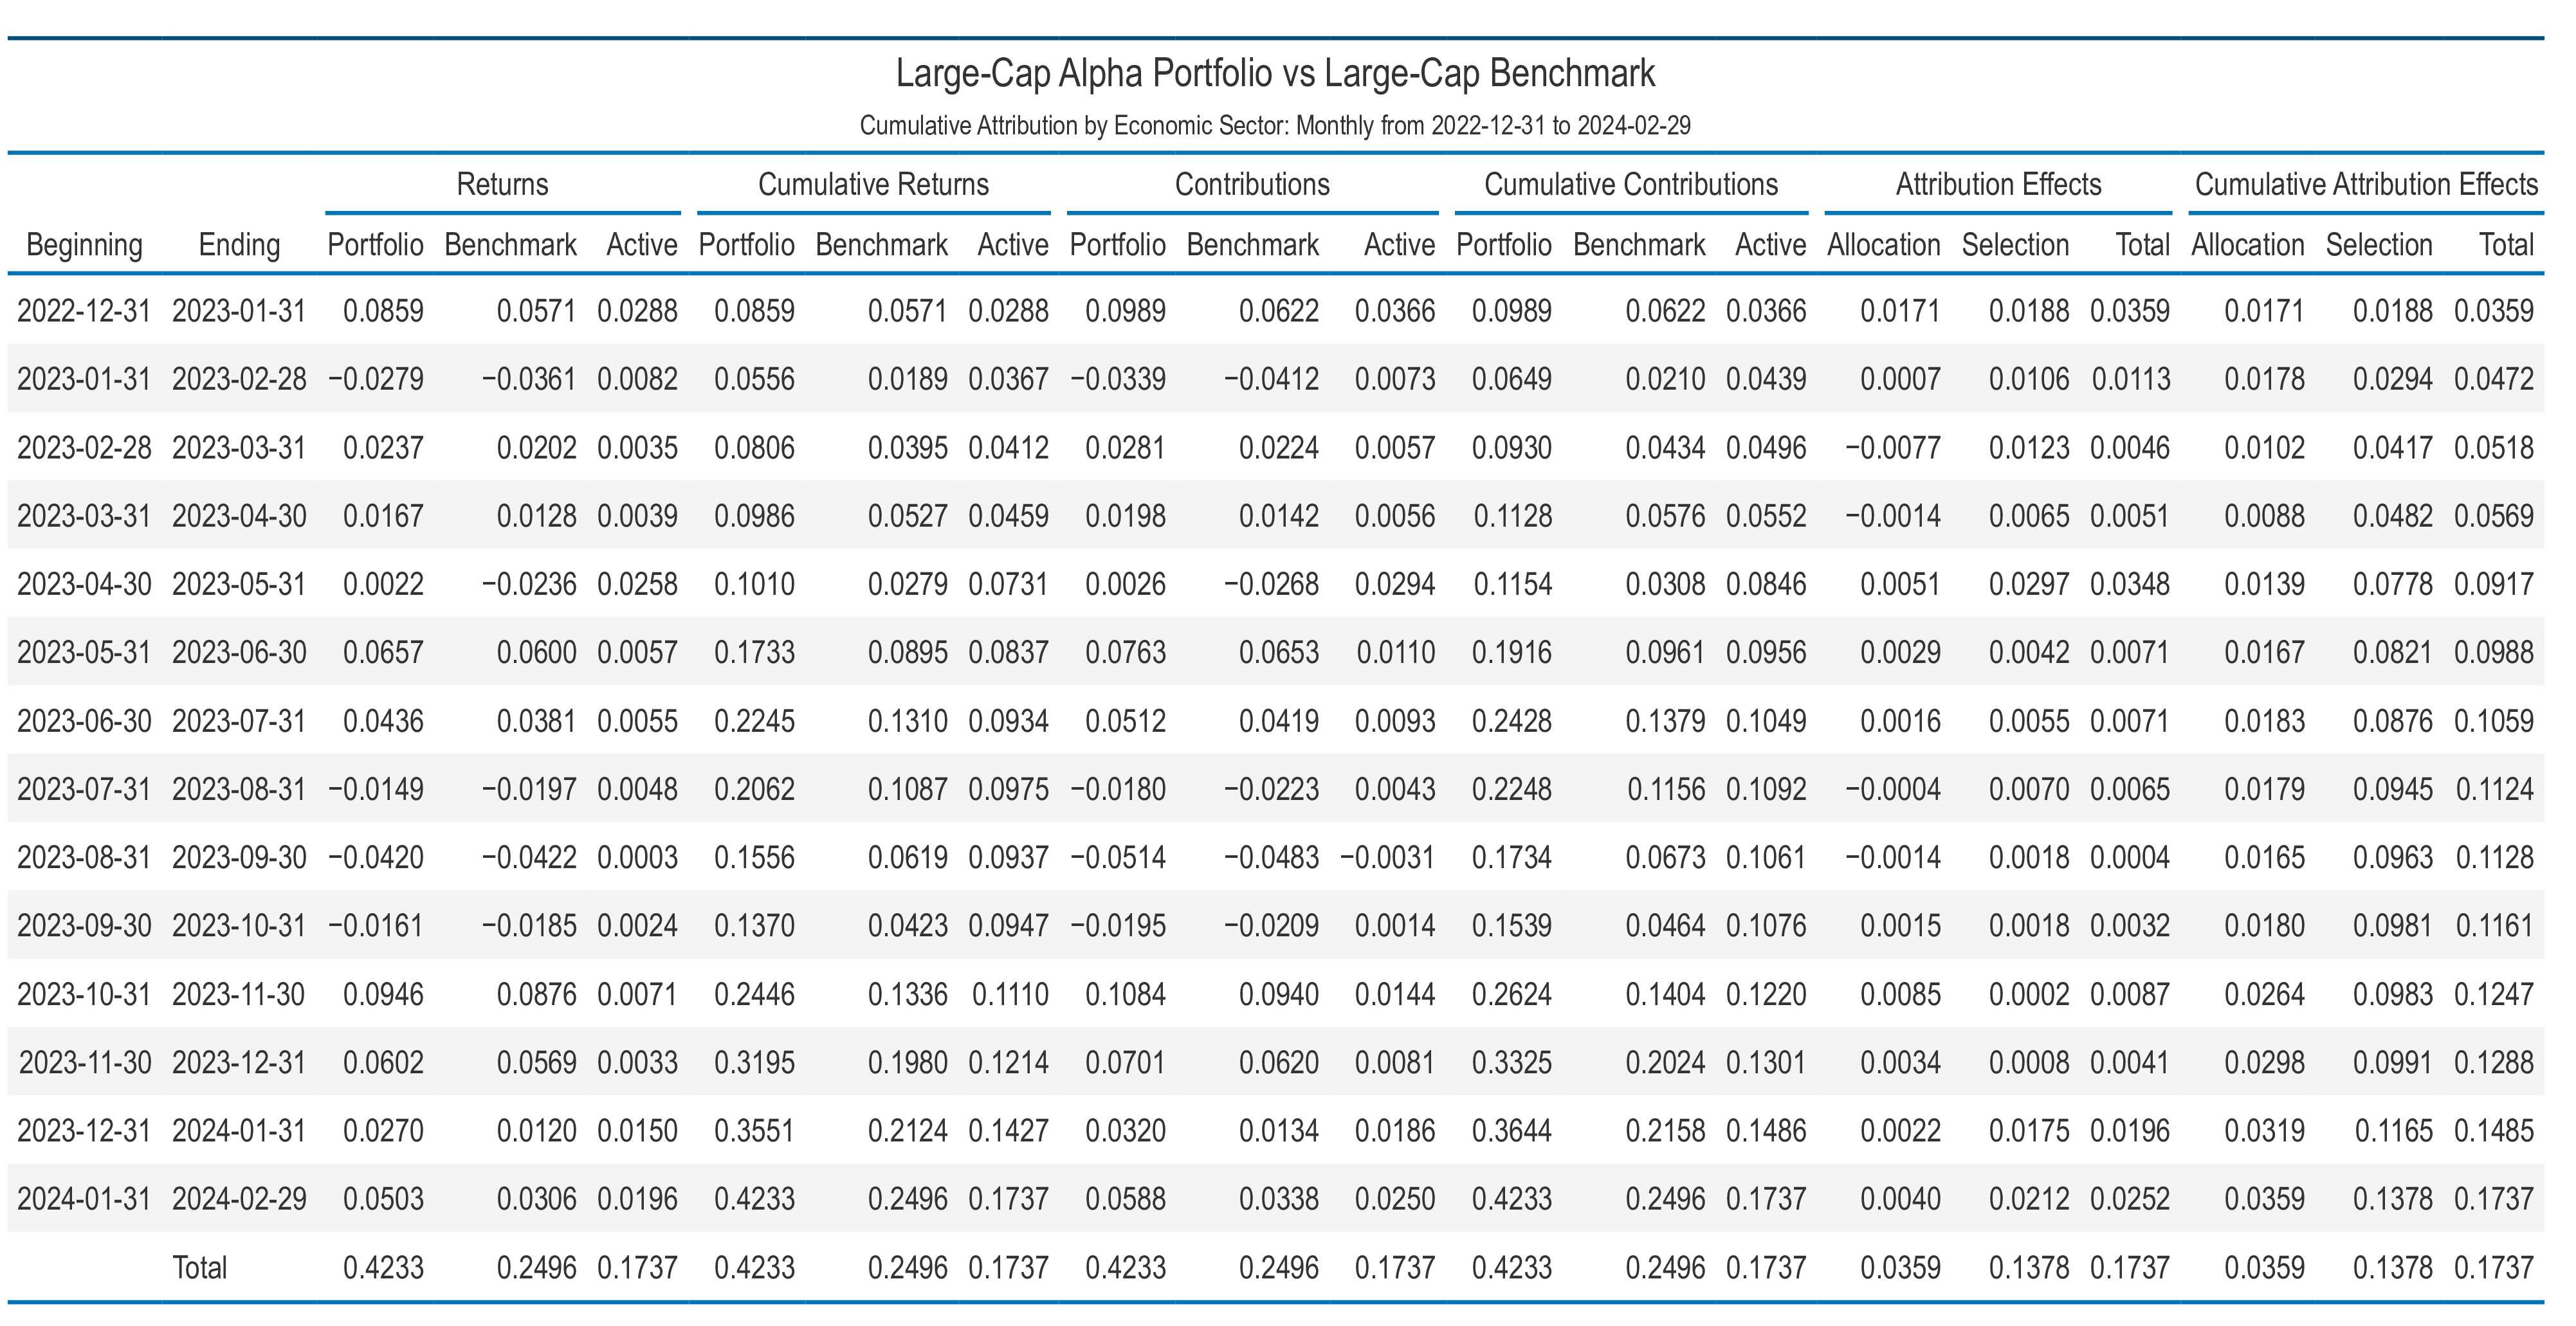 Large-Cap Alpha Portfolio vs Large-Cap Benchmark
Cumulative Attribution by Economic Sector: Monthly from 2022-12-31 to 2024-02-29
Returns Cumulative Returns Contributions Cumulative Contributions Attribution Effects Cumulative Attribution Effects
Beginning Ending Portfolio Benchmark Active Portfolio Benchmark Active Portfolio Benchmark Active Portfolio Benchmark Active Allocation Selection Total Allocation Selection Total
2022-12-31 2023-01-31 0.0859 0.0571 0.0288 0.0859 0.0571 0.0288 0.0989 0.0622 0.0366 0.0989 0.0622 0.0366 0.0171 0.0188 0.0359 0.0171 0.0188 0.0359
2023-01-31 2023-02-28 −0.0279 −0.0361 0.0082 0.0556 0.0189 0.0367 −0.0339 −0.0412 0.0073 0.0649 0.0210 0.0439 0.0007 0.0106 0.0113 0.0178 0.0294 0.0472
2023-02-28 2023-03-31 0.0237 0.0202 0.0035 0.0806 0.0395 0.0412 0.0281 0.0224 0.0057 0.0930 0.0434 0.0496 −0.0077 0.0123 0.0046 0.0102 0.0417 0.0518
2023-03-31 2023-04-30 0.0167 0.0128 0.0039 0.0986 0.0527 0.0459 0.0198 0.0142 0.0056 0.1128 0.0576 0.0552 −0.0014 0.0065 0.0051 0.0088 0.0482 0.0569
2023-04-30 2023-05-31 0.0022 −0.0236 0.0258 0.1010 0.0279 0.0731 0.0026 −0.0268 0.0294 0.1154 0.0308 0.0846 0.0051 0.0297 0.0348 0.0139 0.0778 0.0917
2023-05-31 2023-06-30 0.0657 0.0600 0.0057 0.1733 0.0895 0.0837 0.0763 0.0653 0.0110 0.1916 0.0961 0.0956 0.0029 0.0042 0.0071 0.0167 0.0821 0.0988
2023-06-30 2023-07-31 0.0436 0.0381 0.0055 0.2245 0.1310 0.0934 0.0512 0.0419 0.0093 0.2428 0.1379 0.1049 0.0016 0.0055 0.0071 0.0183 0.0876 0.1059
2023-07-31 2023-08-31 −0.0149 −0.0197 0.0048 0.2062 0.1087 0.0975 −0.0180 −0.0223 0.0043 0.2248 0.1156 0.1092 −0.0004 0.0070 0.0065 0.0179 0.0945 0.1124
2023-08-31 2023-09-30 −0.0420 −0.0422 0.0003 0.1556 0.0619 0.0937 −0.0514 −0.0483 −0.0031 0.1734 0.0673 0.1061 −0.0014 0.0018 0.0004 0.0165 0.0963 0.1128
2023-09-30 2023-10-31 −0.0161 −0.0185 0.0024 0.1370 0.0423 0.0947 −0.0195 −0.0209 0.0014 0.1539 0.0464 0.1076 0.0015 0.0018 0.0032 0.0180 0.0981 0.1161
2023-10-31 2023-11-30 0.0946 0.0876 0.0071 0.2446 0.1336 0.1110 0.1084 0.0940 0.0144 0.2624 0.1404 0.1220 0.0085 0.0002 0.0087 0.0264 0.0983 0.1247
2023-11-30 2023-12-31 0.0602 0.0569 0.0033 0.3195 0.1980 0.1214 0.0701 0.0620 0.0081 0.3325 0.2024 0.1301 0.0034 0.0008 0.0041 0.0298 0.0991 0.1288
2023-12-31 2024-01-31 0.0270 0.0120 0.0150 0.3551 0.2124 0.1427 0.0320 0.0134 0.0186 0.3644 0.2158 0.1486 0.0022 0.0175 0.0196 0.0319 0.1165 0.1485
2024-01-31 2024-02-29 0.0503 0.0306 0.0196 0.4233 0.2496 0.1737 0.0588 0.0338 0.0250 0.4233 0.2496 0.1737 0.0040 0.0212 0.0252 0.0359 0.1378 0.1737
Total 0.4233 0.2496 0.1737 0.4233 0.2496 0.1737 0.4233 0.2496 0.1737 0.4233 0.2496 0.1737 0.0359 0.1378 0.1737 0.0359 0.1378 0.1737